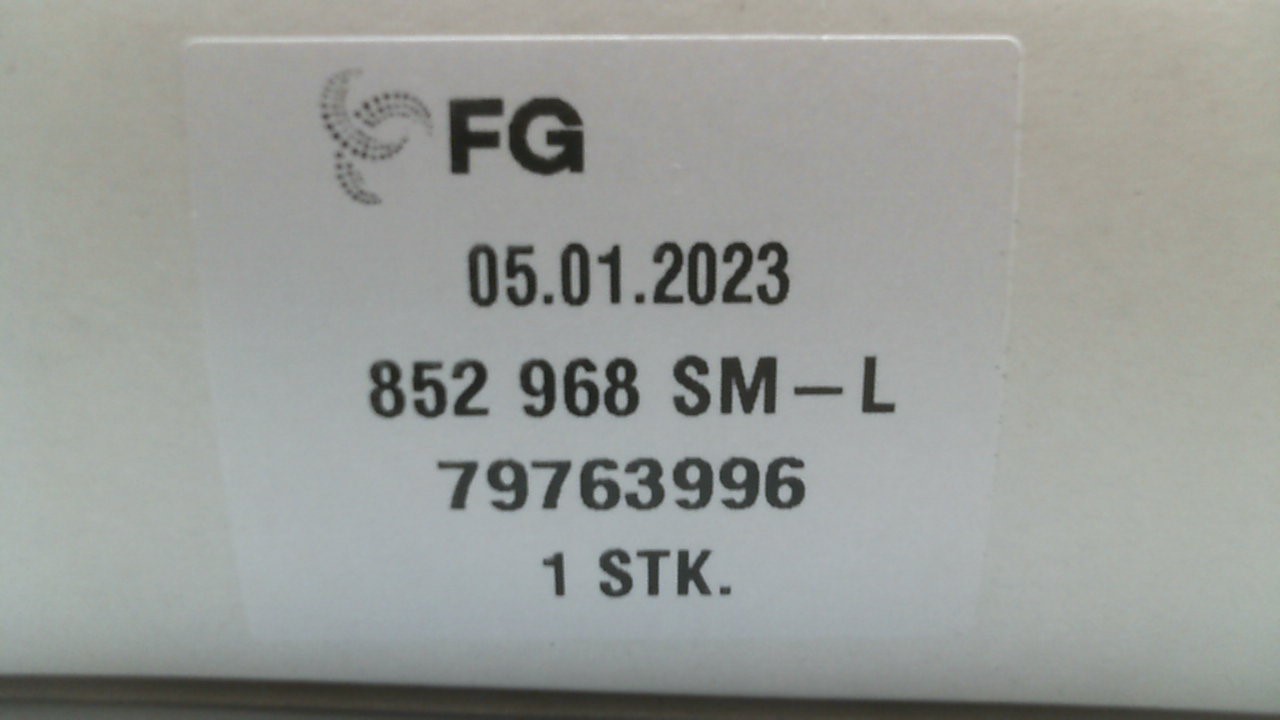 FG
05.01.2023
852 968 SM – L
79763996
1 STK.